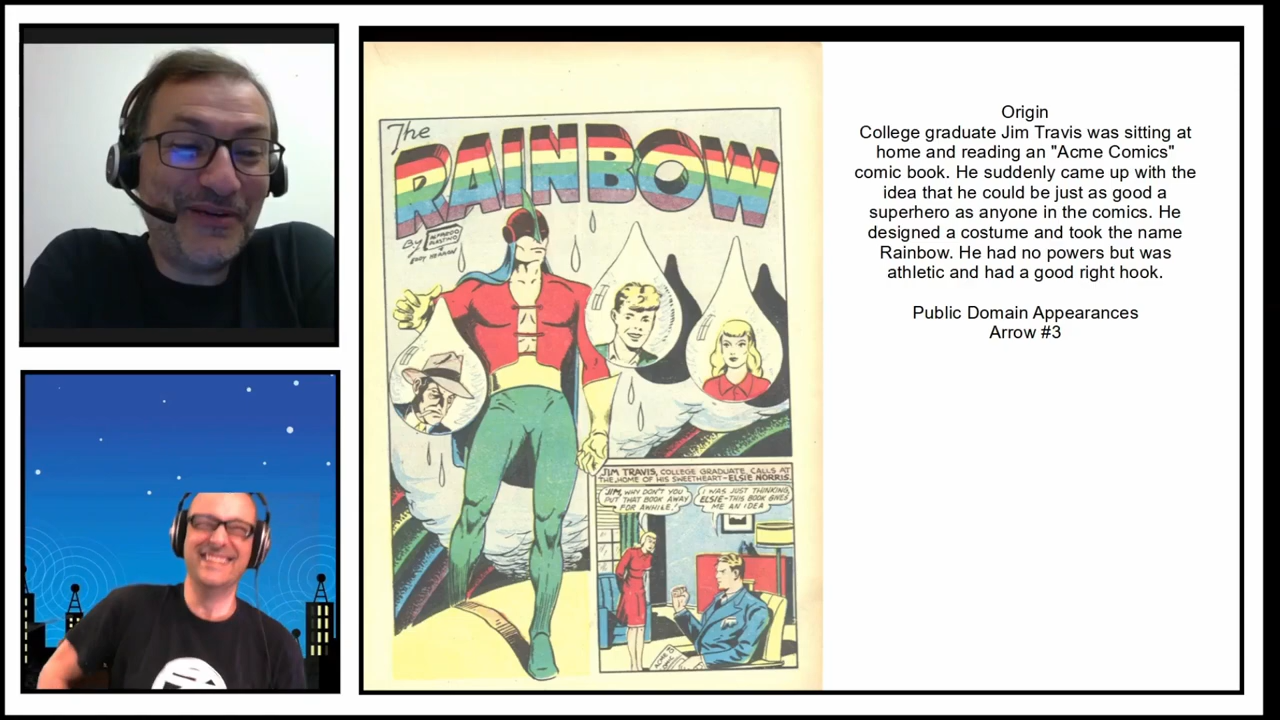 The
RAINBOW
By
JIM TRAVIS, COLLEGE GRADUATE, CALLS AT
THE HOME OF HIS SWEETHEART-ELSIE NORRIS.
JIM, WHY DON'T YOU
PUT THAT BOOK AWAY
FOR AWHILE!
I WAS JUST THINKING,
ELSIE-THIS BOOK GIVES
ME AN IDEA
ACME
Origin
College graduate Jim Travis was sitting at
home and reading an "Acme Comics"
comic book. He suddenly came up with the
idea that he could be just as good a
superhero as anyone in the comics. He
designed a costume and took the name
Rainbow. He had no powers but was
athletic and had a good right hook.
Public Domain Appearances
Arrow #3